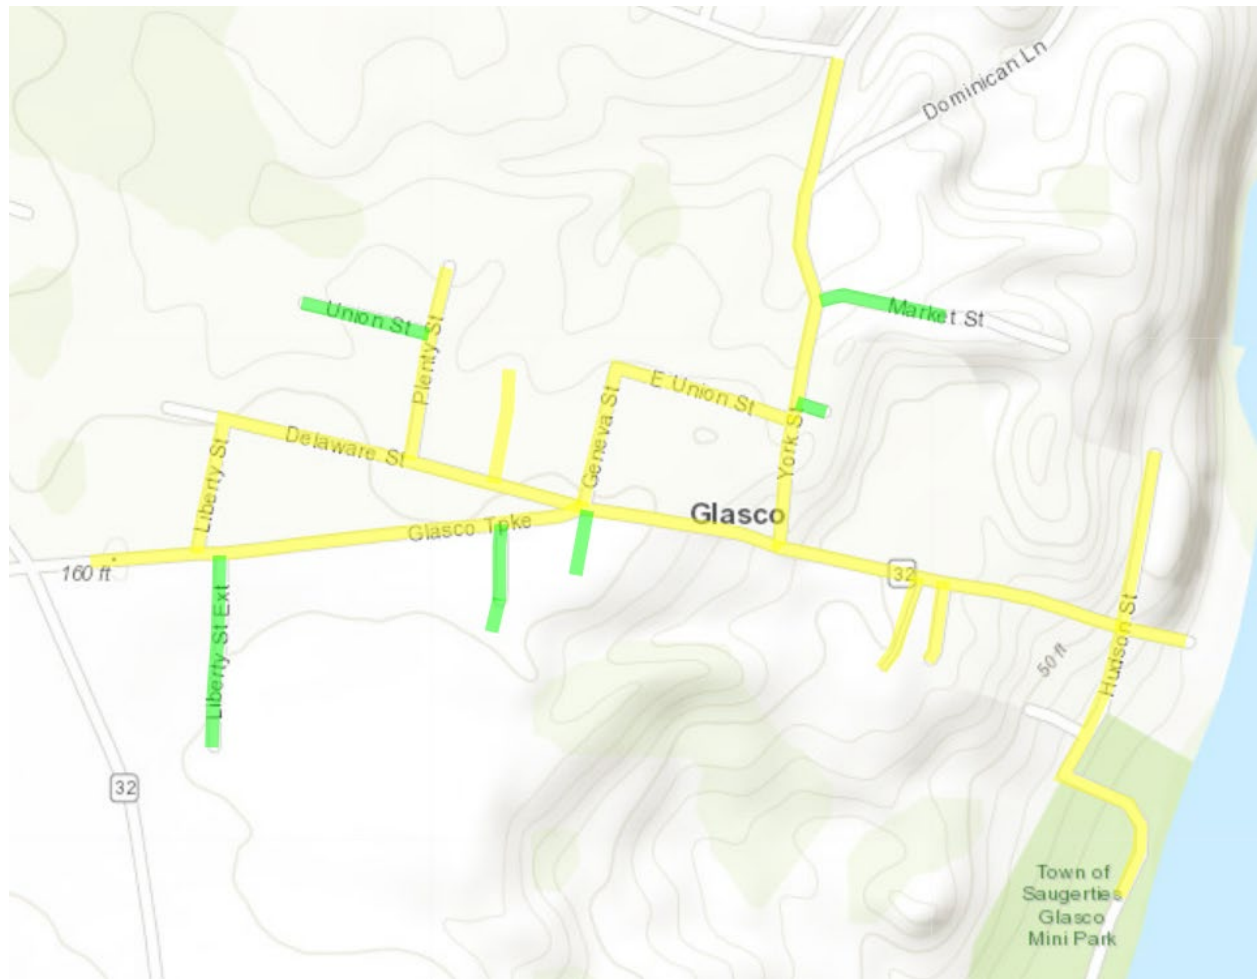 Dominican Ln
Union St
Market St
Plenty St
E Union St
Geneva St
York St
Delaware St
Liberty St
Glasco Tpke
Glasco
160 ft
32
Liberty St Ext
Hudson St
50 ft
32
Town of
Saugerties
Glasco
Mini Park